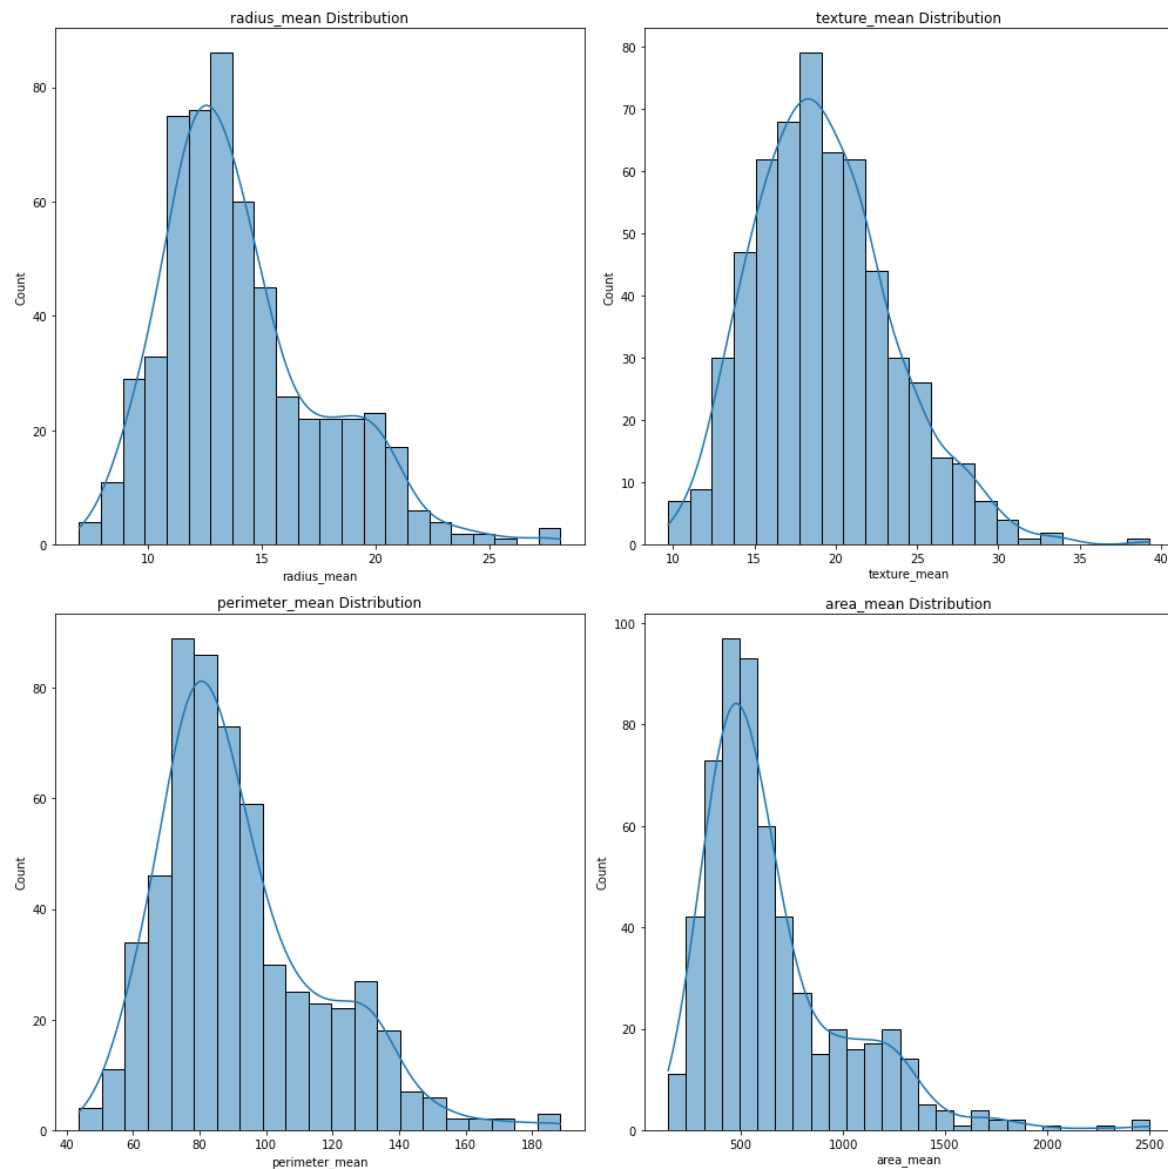 radius_mean Distribution
80
60
40
20
0
Count
10 15 20 25
radius_mean
texture_mean Distribution
80
70
60
50
40
30
20
10
0
Count
10 15 20 25 30 35 40
texture_mean
perimeter_mean Distribution
80
60
40
20
0
Count
40 60 80 100 120 140 160 180
perimeter_mean
area_mean Distribution
100
80
60
40
20
0
Count
500 1000 1500 2000 2500
area_mean